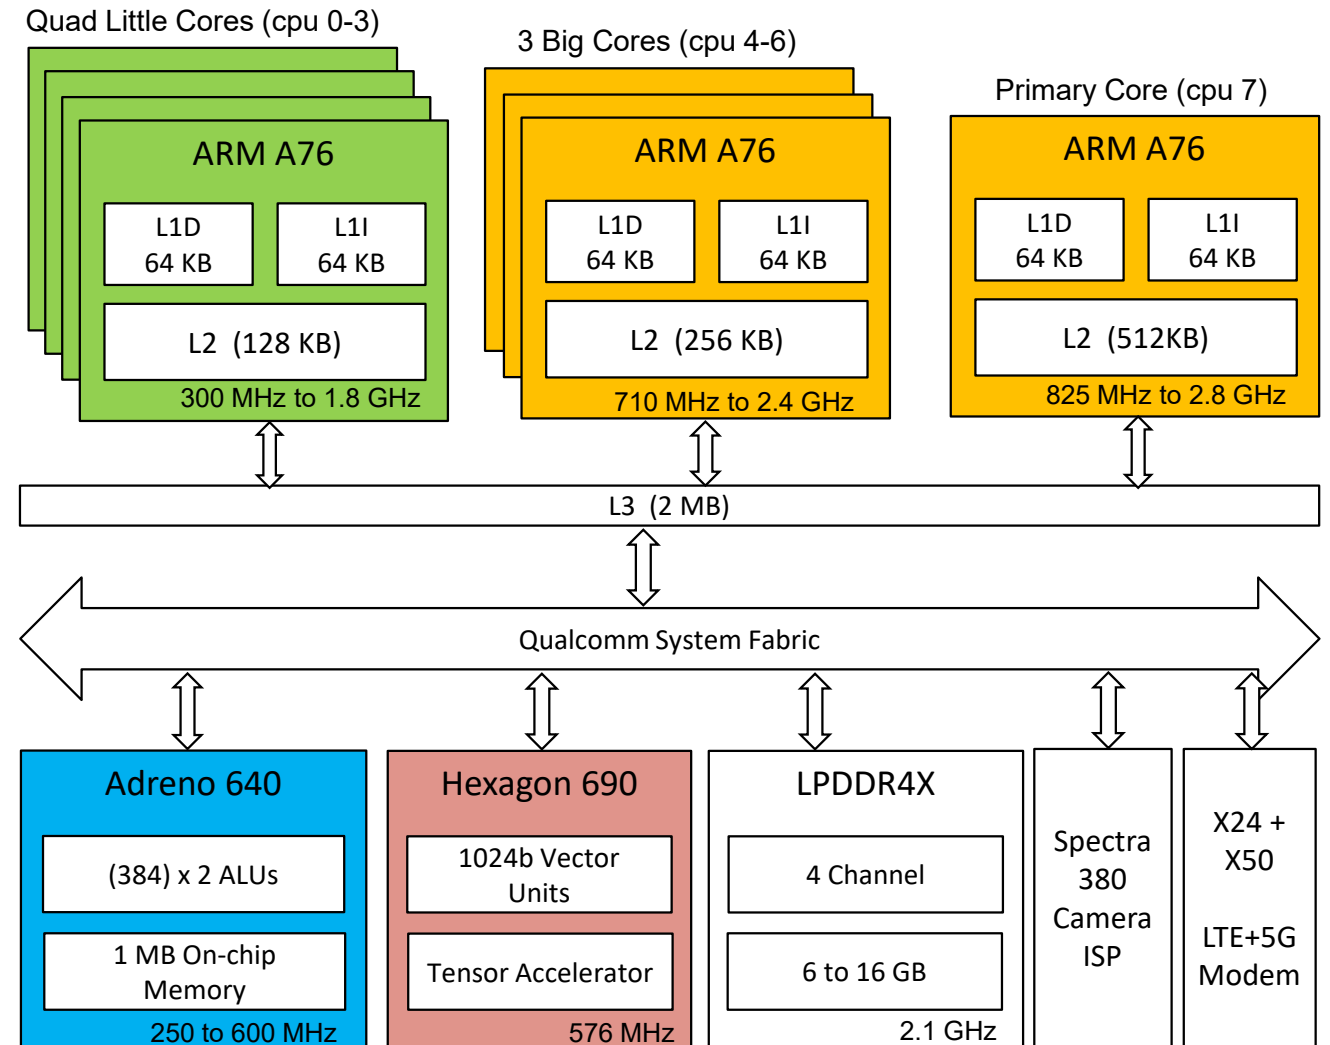 Quad Little Cores (cpu 0-3)
3 Big Cores (cpu 4-6)
Primary Core (cpu 7)
ARM A76
L1D
64 KB
L1I
64 KB
L2 (128 KB)
300 MHz to 1.8 GHz
ARM A76
L1D
64 KB
L1I
64 KB
L2 (256 KB)
710 MHz to 2.4 GHz
ARM A76
L1D
64 KB
L1I
64 KB
L2 (512KB)
825 MHz to 2.8 GHz
L3 (2 MB)
Qualcomm System Fabric
Adreno 640
(384) x 2 ALUs
1 MB On-chip
Memory
250 to 600 MHz
Hexagon 690
1024b Vector
Units
Tensor Accelerator
576 MHz
LPDDR4X
4 Channel
6 to 16 GB
2.1 GHz
Spectra
380
Camera
ISP
X24 +
X50
LTE+5G
Modem